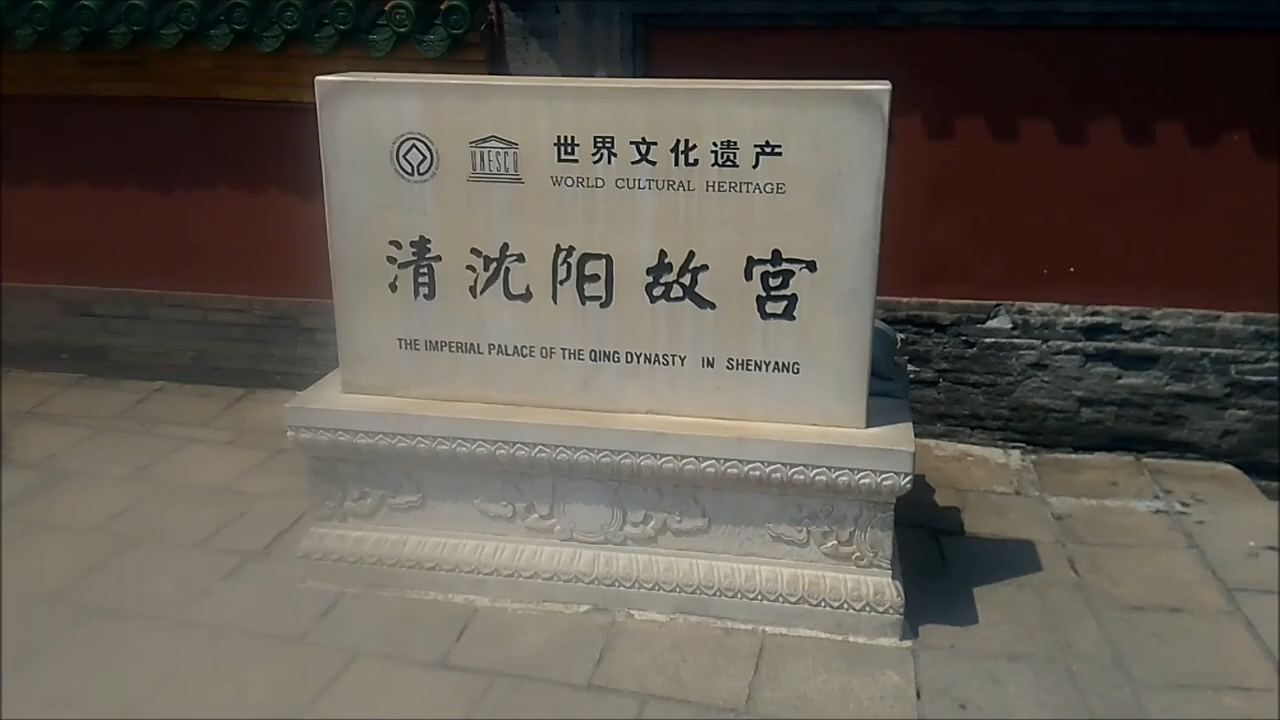 UNESCO
世界文化遗产
WORLD CULTURAL HERITAGE
清沈阳故宫
THE IMPERIAL PALACE OF THE QING DYNASTY IN SHENYANG